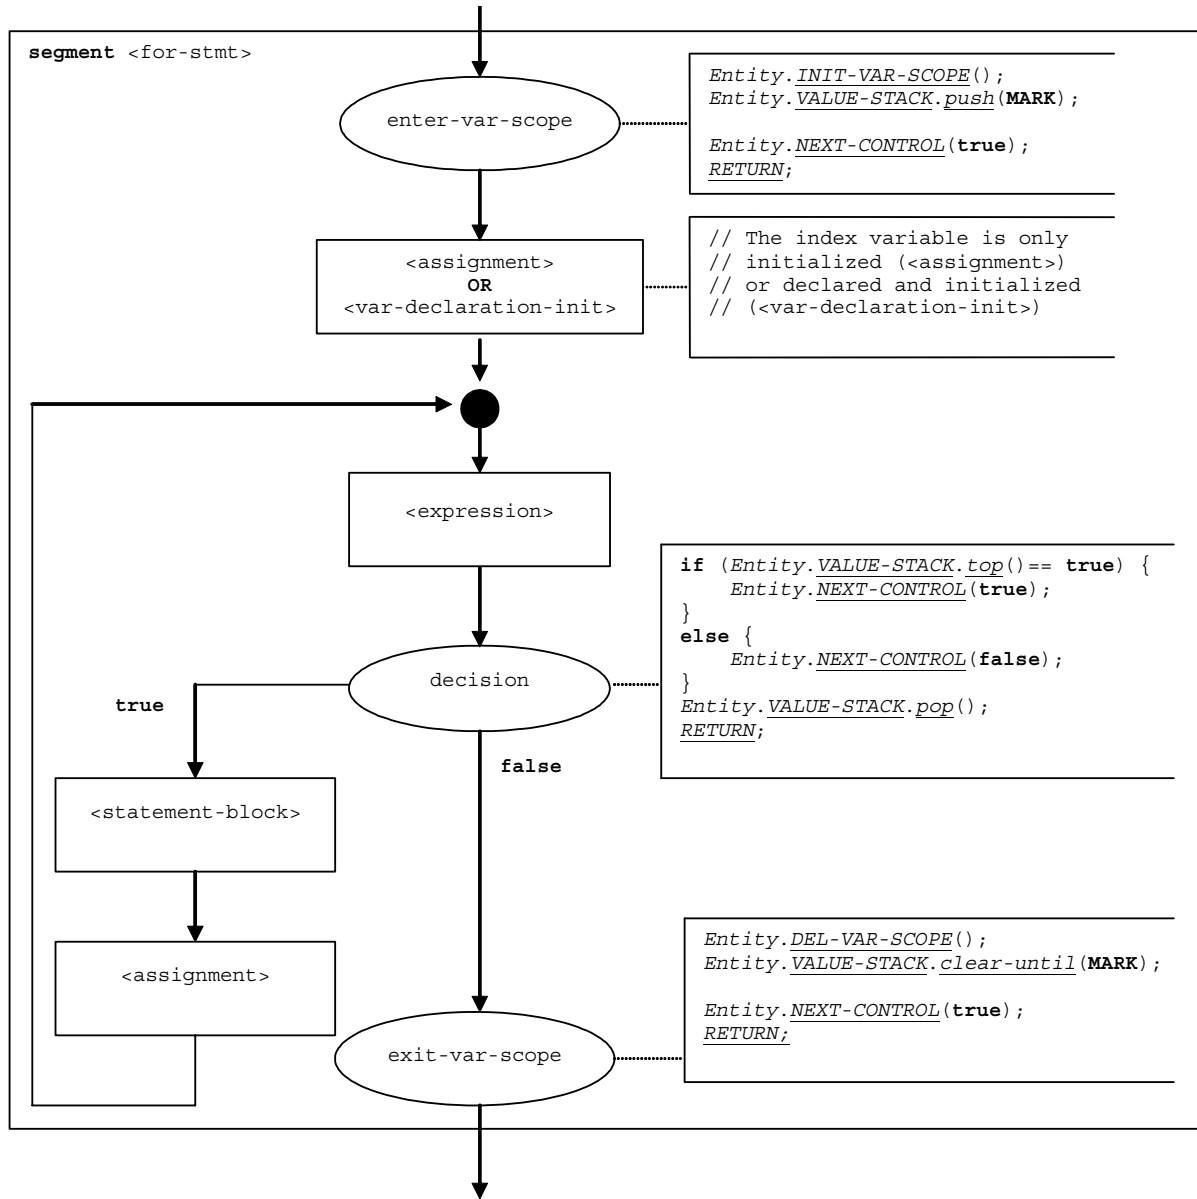 segment <for-stmt>
enter-var-scope
Entity.INIT-VAR-SCOPE();
Entity.VALUE-STACK.push(MARK);
Entity.NEXT-CONTROL(true);
RETURN;
<assignment>
OR
<var-declaration-init>
// The index variable is only
// initialized (<assignment>)
// or declared and initialized
// (<var-declaration-init>)
<expression>
decision
if (Entity.VALUE-STACK.top()== true) {
Entity.NEXT-CONTROL(true);
}
else {
Entity.NEXT-CONTROL(false);
}
Entity.VALUE-STACK.pop();
RETURN;
true
false
<statement-block>
<assignment>
exit-var-scope
Entity.DEL-VAR-SCOPE();
Entity.VALUE-STACK.clear-until(MARK);
Entity.NEXT-CONTROL(true);
RETURN;